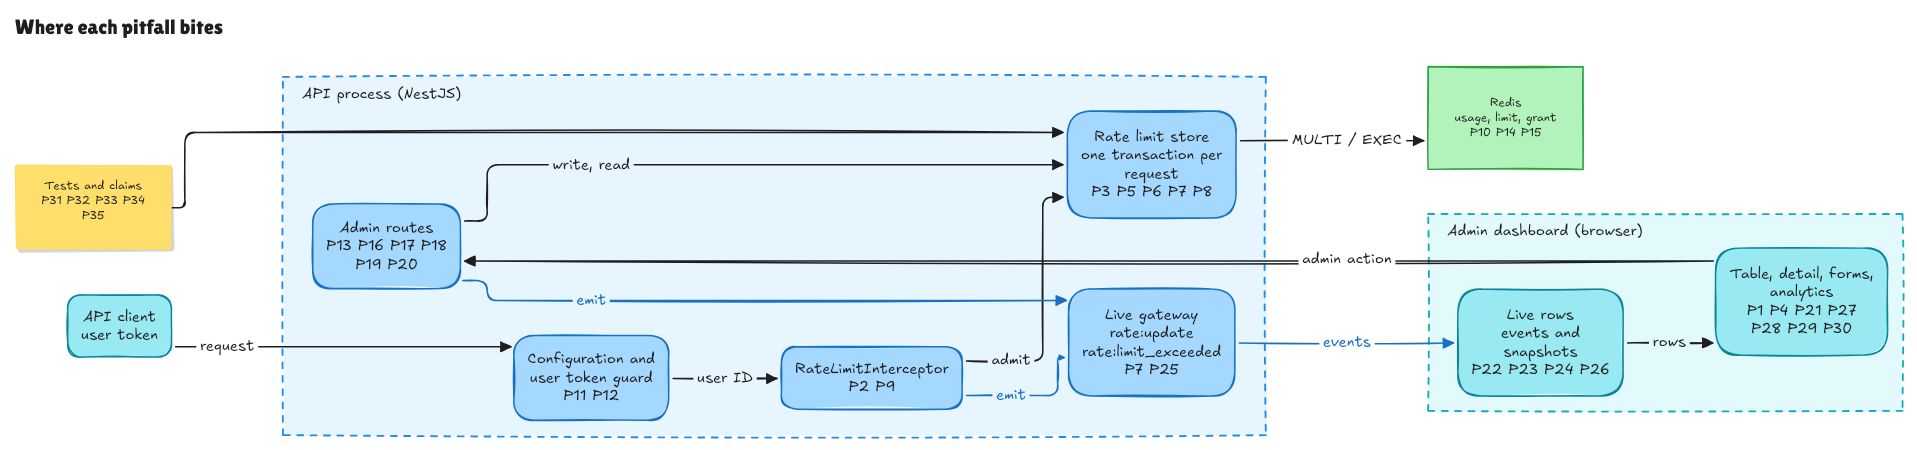 Where each pitfall bites
API process (NestJS)
Tests and claims
P31 P32 P33 P34
P35
API client
user token
request
Admin routes
P13 P16 P17 P18
P19 P20
write, read
emit
Configuration and
user token guard
P11 P12
user ID
RateLimitInterceptor
P2 P9
admit
emit
Rate limit store
one transaction per
request
P3 P5 P6 P7 P8
MULTI / EXEC
Redis
usage, limit, grant
P10 P14 P15
admin action
Live gateway
rate:update
rate:limit_exceeded
P7 P25
events
Admin dashboard (browser)
Live rows
events and
snapshots
P22 P23 P24 P26
rows
Table, detail, forms,
analytics
P1 P4 P21 P27
P28 P29 P30